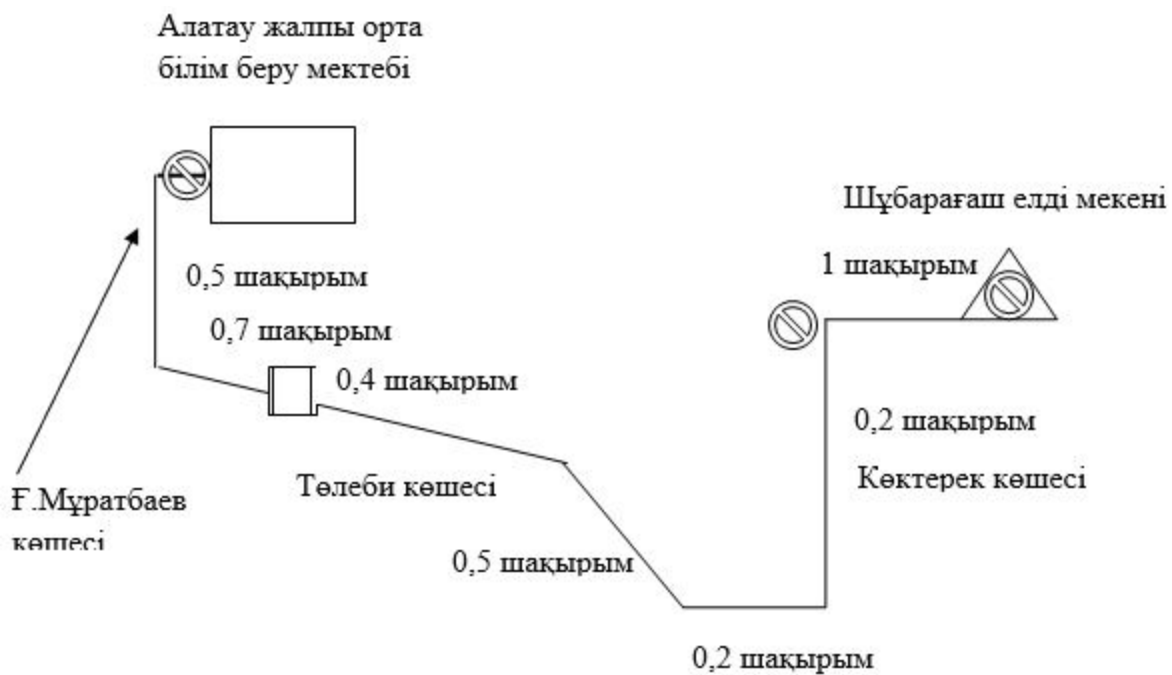 Алатау жалпы орта
білім беру мектебі
Шұбарағаш елді мекені
1 шақырым
0,5 шақырым
0,7 шақырым
0,4 шақырым
0,2 шақырым
Көктерек көшесі
Төлеби көшесі
Ғ.Мұратбаев
көшесі
0,5 шақырым
0,2 шақырым